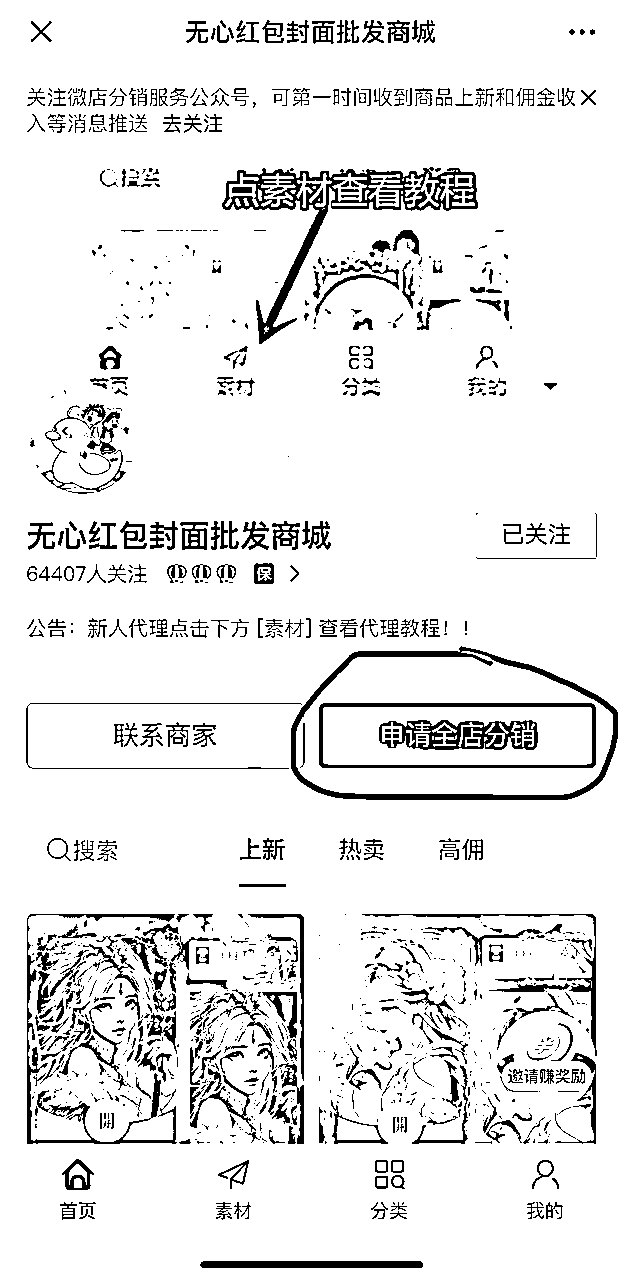 无心红包封面批发商城
关注微店分销服务公众号，可第一时间收到商品上新和佣金收
入等消息推送 去关注
搜索
点素材查看教程
首页 素材 分类 我的
无心红包封面批发商城
已关注
64407人关注 保
公告：新人代理点击下方 [素材] 查看代理教程！！
联系商家
申请全店分销
搜索 上新 热卖 高佣
開
開
邀请赚奖励
首页 素材 分类 我的